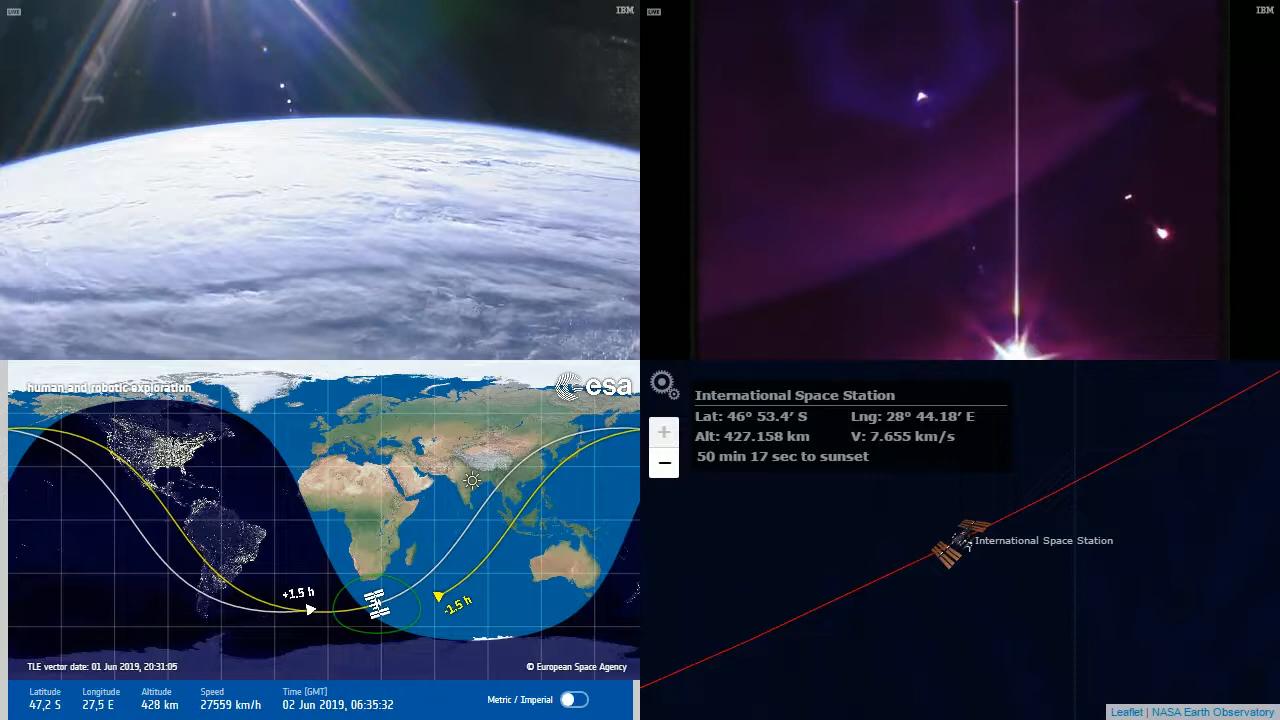 LIVE
IBM
LIVE
IBM
human and robotic exploration
esa
+1.5 h
-1.5 h
TLE vector date: 01 Jun 2019, 20:31:05
© European Space Agency
Latitude
Longitude
Altitude
Speed
Time [GMT]
47,2 S
27,5 E
428 km
27559 km/h
02 Jun 2019, 06:35:32
Metric / Imperial
International Space Station
Lat: 46° 53.4′ S
Lng: 28° 44.18′ E
Alt: 427.158 km
V: 7.655 km/s
50 min 17 sec to sunset
+
−
International Space Station
Leaflet | NASA Earth Observatory